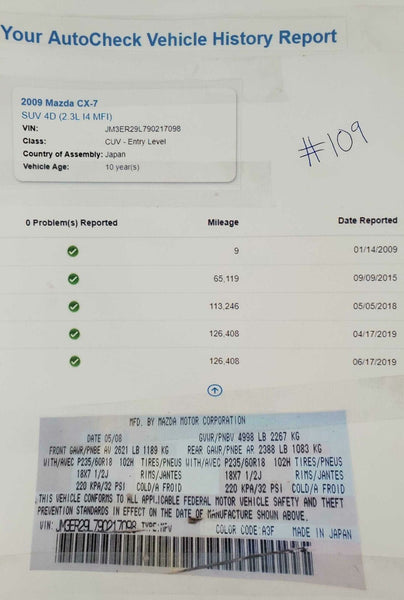 Your AutoCheck Vehicle History Report
2009 Mazda CX-7
SUV 4D (2.3L I4 MFI)
VIN: JM3ER29L790217098
Class: CUV - Entry Level
Country of Assembly: Japan
Vehicle Age: 10 year(s)
#109
0 Problem(s) Reported Mileage Date Reported
9 01/14/2009
65,119 09/09/2015
113,246 05/05/2018
126,408 04/17/2019
126,408 06/17/2019
MFD. BY MAZDA MOTOR CORPORATION
DATE 05/08 GVWR/PNBV 4998 LB 2267 KG
FRONT GAWR/PNBE AV 2621 LB 1189 KG REAR GAWR/PNBE AR 2388 LB 1083 KG
WITH/AVEC P235/60R18 102H TIRES/PNEUS WITH/AVEC P235/60R18 102H TIRES/PNEUS
18X7 1/2J RIMS/JANTES 18X7 1/2J RIMS/JANTES
220 KPA/32 PSI COLD/A FROID 220 KPA/32 PSI COLD/A FROID
THIS VEHICLE CONFORMS TO ALL APPLICABLE FEDERAL MOTOR VEHICLE SAFETY AND THEFT
PREVENTION STANDARDS IN EFFECT ON THE DATE OF MANUFACTURE SHOWN ABOVE.
VIN: JM3ER29L790217098 TYPE:MPV COLOR CODE:A3F MADE IN JAPAN